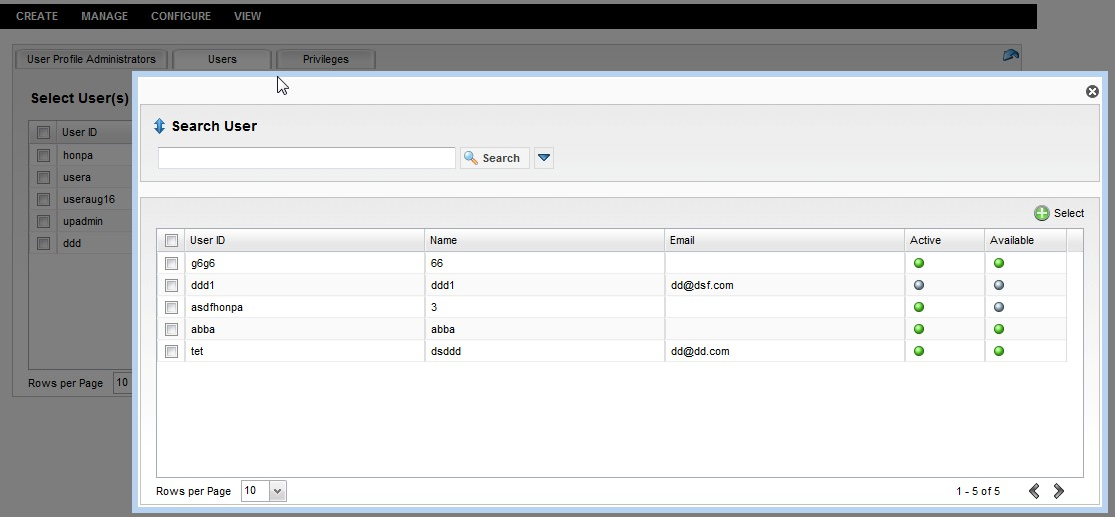 CREATE MANAGE CONFIGURE VIEW
User Profile Administrators Users Privileges
Select User(s)
User ID
honpa
usera
useraug16
upadmin
ddd
Rows per Page 10
Search User
Search
Select
User ID Name Email Active Available
g6g6 66
ddd1 ddd1 dd@dsf.com
asdfhonpa 3
abba abba
tet dsddd dd@dd.com
Rows per Page 10 1 - 5 of 5